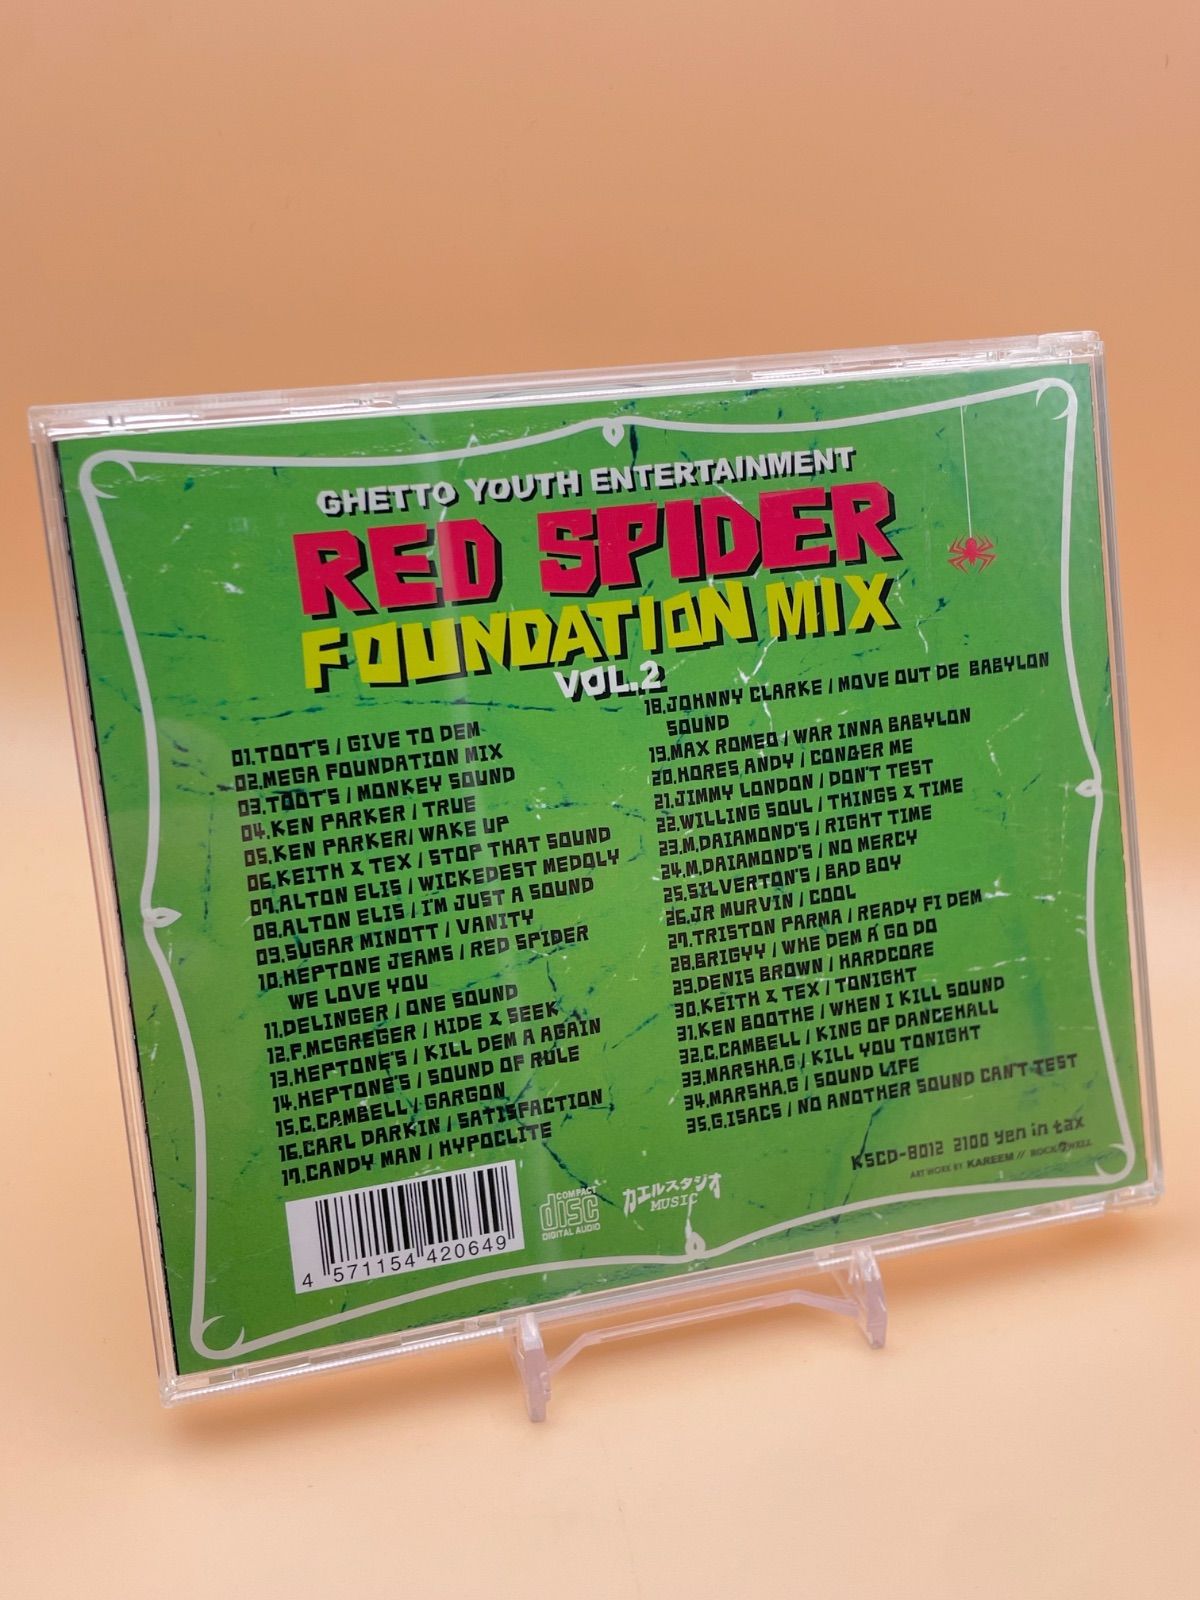 GHETTO YOUTH ENTERTAINMENT
RED SPIDER
FOUNDATION MIX
VOL.2
01.TOOT'S / GIVE TO DEM
02.MEGA FOUNDATION MIX
03.TOOT'S / MONKEY SOUND
04.KEN PARKER / TRUE
05.KEN PARKER/ WAKE UP
06.KEITH X TEX / STOP THAT SOUND
07.ALTON ELIS / WICKEDEST MEDOLY
08.ALTON ELIS / I'M JUST A SOUND
09.SUGAR MINOTT / VANITY
10.HEPTONE JEAMS / RED SPIDER
WE LOVE YOU
11.DELINGER / ONE SOUND
12.F.McGREGER / HIDE X SEEK
13.HEPTONE'S / KILL DEM A AGAIN
14.HEPTONE'S / SOUND OF RULE
15.C.CAMBELL / GARGON
16.CARL DARKIN / SATISFACTION
17.CANDY MAN / HYPOCLITE
18.JOHNNY CLARKE / MOVE OUT DE BABYLON
SOUND
19.MAX ROMEO / WAR INNA BABYLON
20.HORES ANDY / CONGER ME
21.JIMMY LONDON / DON'T TEST
22.WILLING SOUL / THINGS X TIME
23.M.DAIAMOND'S / RIGHT TIME
24.M.DAIAMOND'S / NO MERCY
25.SILVERTON'S / BAD BOY
26.JR MURVIN / COOL
27.TRISTON PARMA / READY FI DEM
28.BRIGYY / WHE DEM A GO DO
29.DENIS BROWN / HARDCORE
30.KEITH X TEX / TONIGHT
31.KEN BOOTHE / WHEN I KILL SOUND
32.C.CAMBELL / KING OF DANCEHALL
33.MARSHA.G / KILL YOU TONIGHT
34.MARSHA.G / SOUND LIFE
35.G.ISACS / NO ANOTHER SOUND CAN'T TEST
KSCD-8012 2100 yen in tax
ART WORK BY KAREEM // ROCKWELL
4 571154 420649
COMPACT
disc
DIGITAL AUDIO
カエルスタジオ
MUSIC